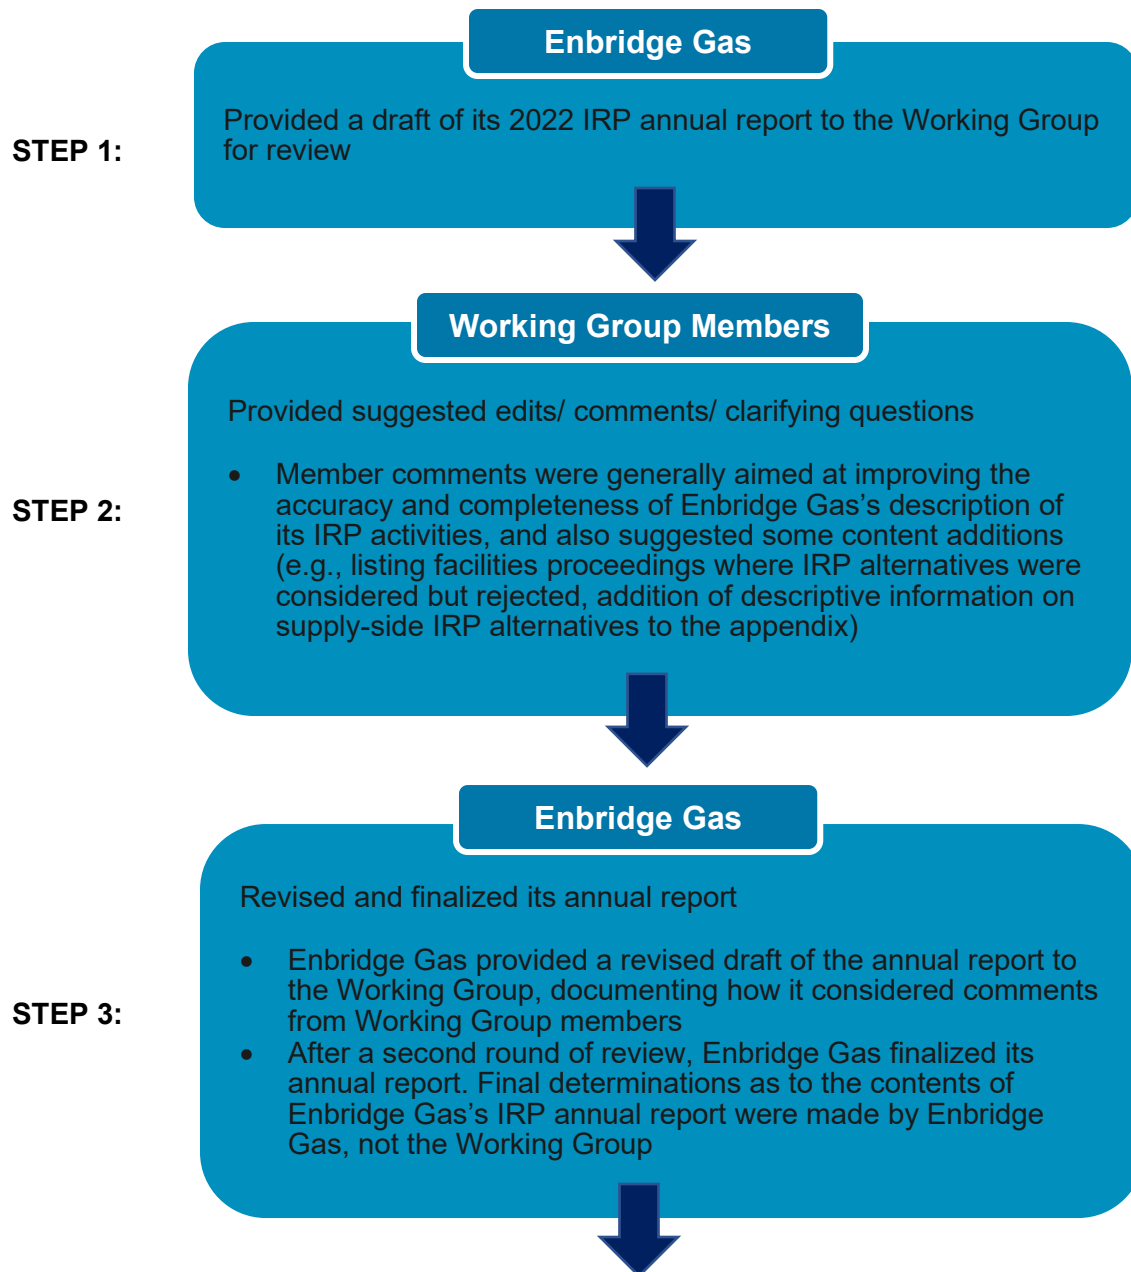 Enbridge Gas
STEP 1:
Provided a draft of its 2022 IRP annual report to the Working Group
for review
Working Group Members
STEP 2:
Provided suggested edits/ comments/ clarifying questions
• Member comments were generally aimed at improving the
accuracy and completeness of Enbridge Gas’s description of
its IRP activities, and also suggested some content additions
(e.g., listing facilities proceedings where IRP alternatives were
considered but rejected, addition of descriptive information on
supply-side IRP alternatives to the appendix)
Enbridge Gas
STEP 3:
Revised and finalized its annual report
• Enbridge Gas provided a revised draft of the annual report to
the Working Group, documenting how it considered comments
from Working Group members
• After a second round of review, Enbridge Gas finalized its
annual report. Final determinations as to the contents of
Enbridge Gas’s IRP annual report were made by Enbridge
Gas, not the Working Group